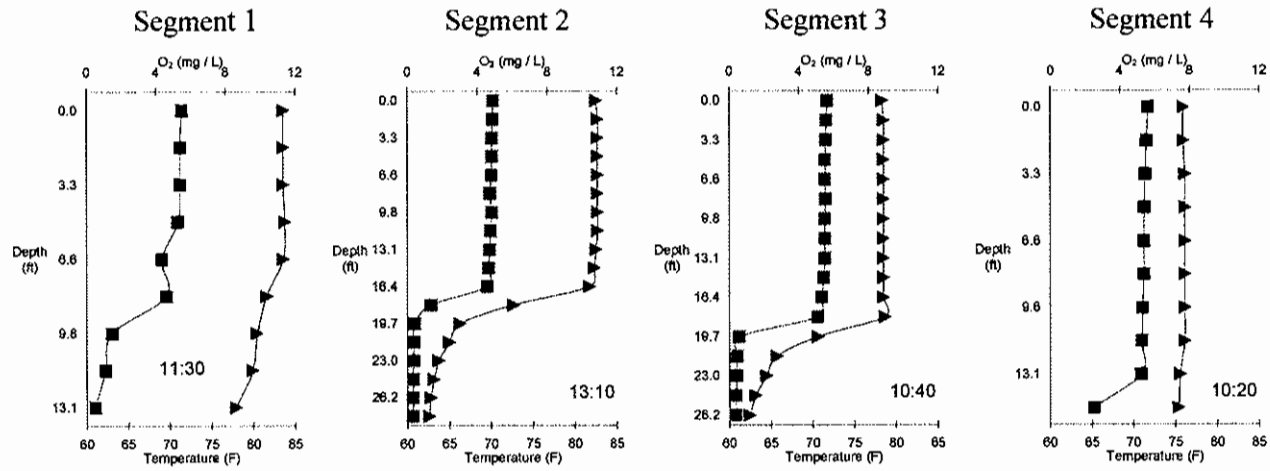 Segment 1
O₂ (mg / L)
0 4 8 12
0.0
3.3
6.6
9.8
13.1
Depth
(ft)
11:30
60 65 70 75 80 85
Temperature (F)
Segment 2
O₂ (mg / L)
0 4 8 12
0.0
3.3
6.6
9.8
13.1
16.4
19.7
23.0
26.2
Depth
(ft)
13:10
60 65 70 75 80 85
Temperature (F)
Segment 3
O₂ (mg / L)
0 4 8 12
0.0
3.3
6.6
9.8
13.1
16.4
19.7
23.0
26.2
Depth
(ft)
10:40
60 65 70 75 80 85
Temperature (F)
Segment 4
O₂ (mg / L)
0 4 8 12
0.0
3.3
6.6
9.8
13.1
Depth
(ft)
10:20
60 65 70 75 80 85
Temperature (F)